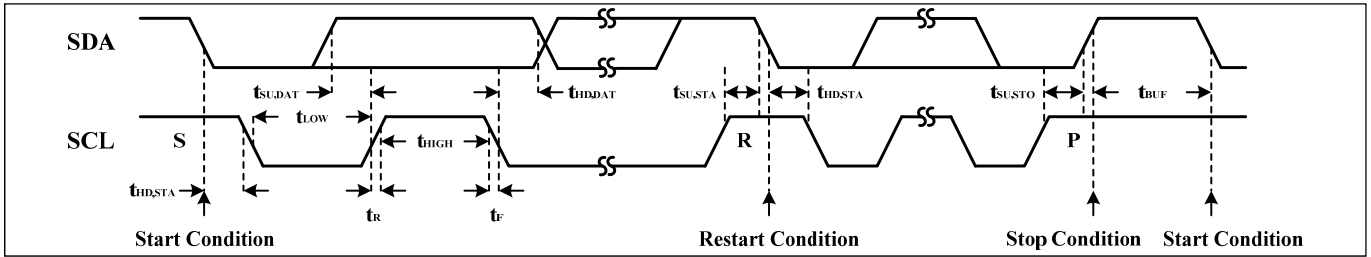 SDA
tSU,DAT
tHD,DAT
tSU,STA
tHD,STA
tSU,STO
tBUF
tLOW
SCL
S
tHIGH
R
P
tHD,STA
tR
tF
Start Condition
Restart Condition
Stop Condition
Start Condition